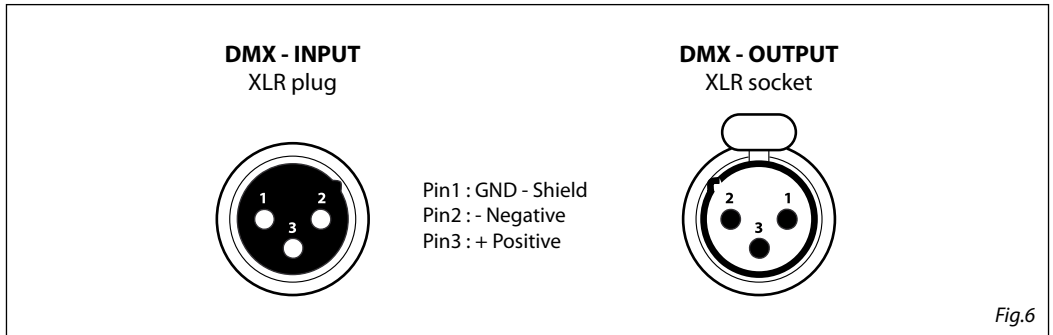 DMX - INPUT
XLR plug
1 2
3
Pin1 : GND - Shield
Pin2 : - Negative
Pin3 : + Positive
DMX - OUTPUT
XLR socket
2 1
3
Fig.6